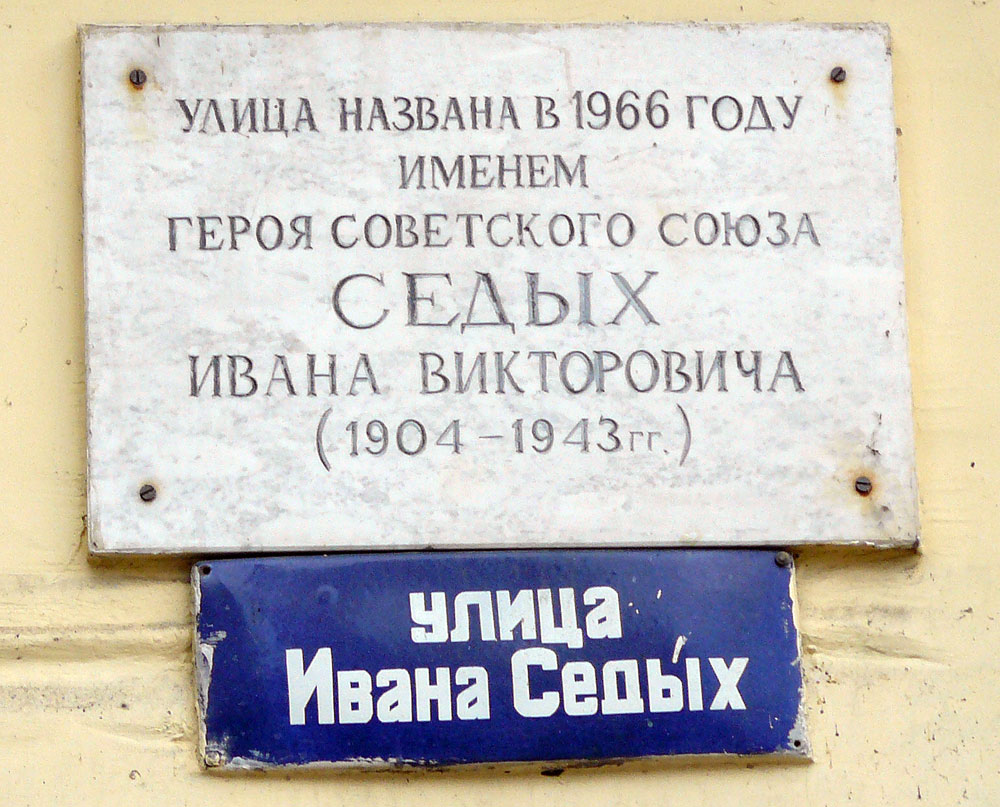 УЛИЦА НАЗВАНА В 1966 ГОДУ
ИМЕНЕМ
ГЕРОЯ СОВЕТСКОГО СОЮЗА
СЕДЫХ
ИВАНА ВИКТОРОВИЧА
(1904 – 1943гг.)
улица
Ивана Седых